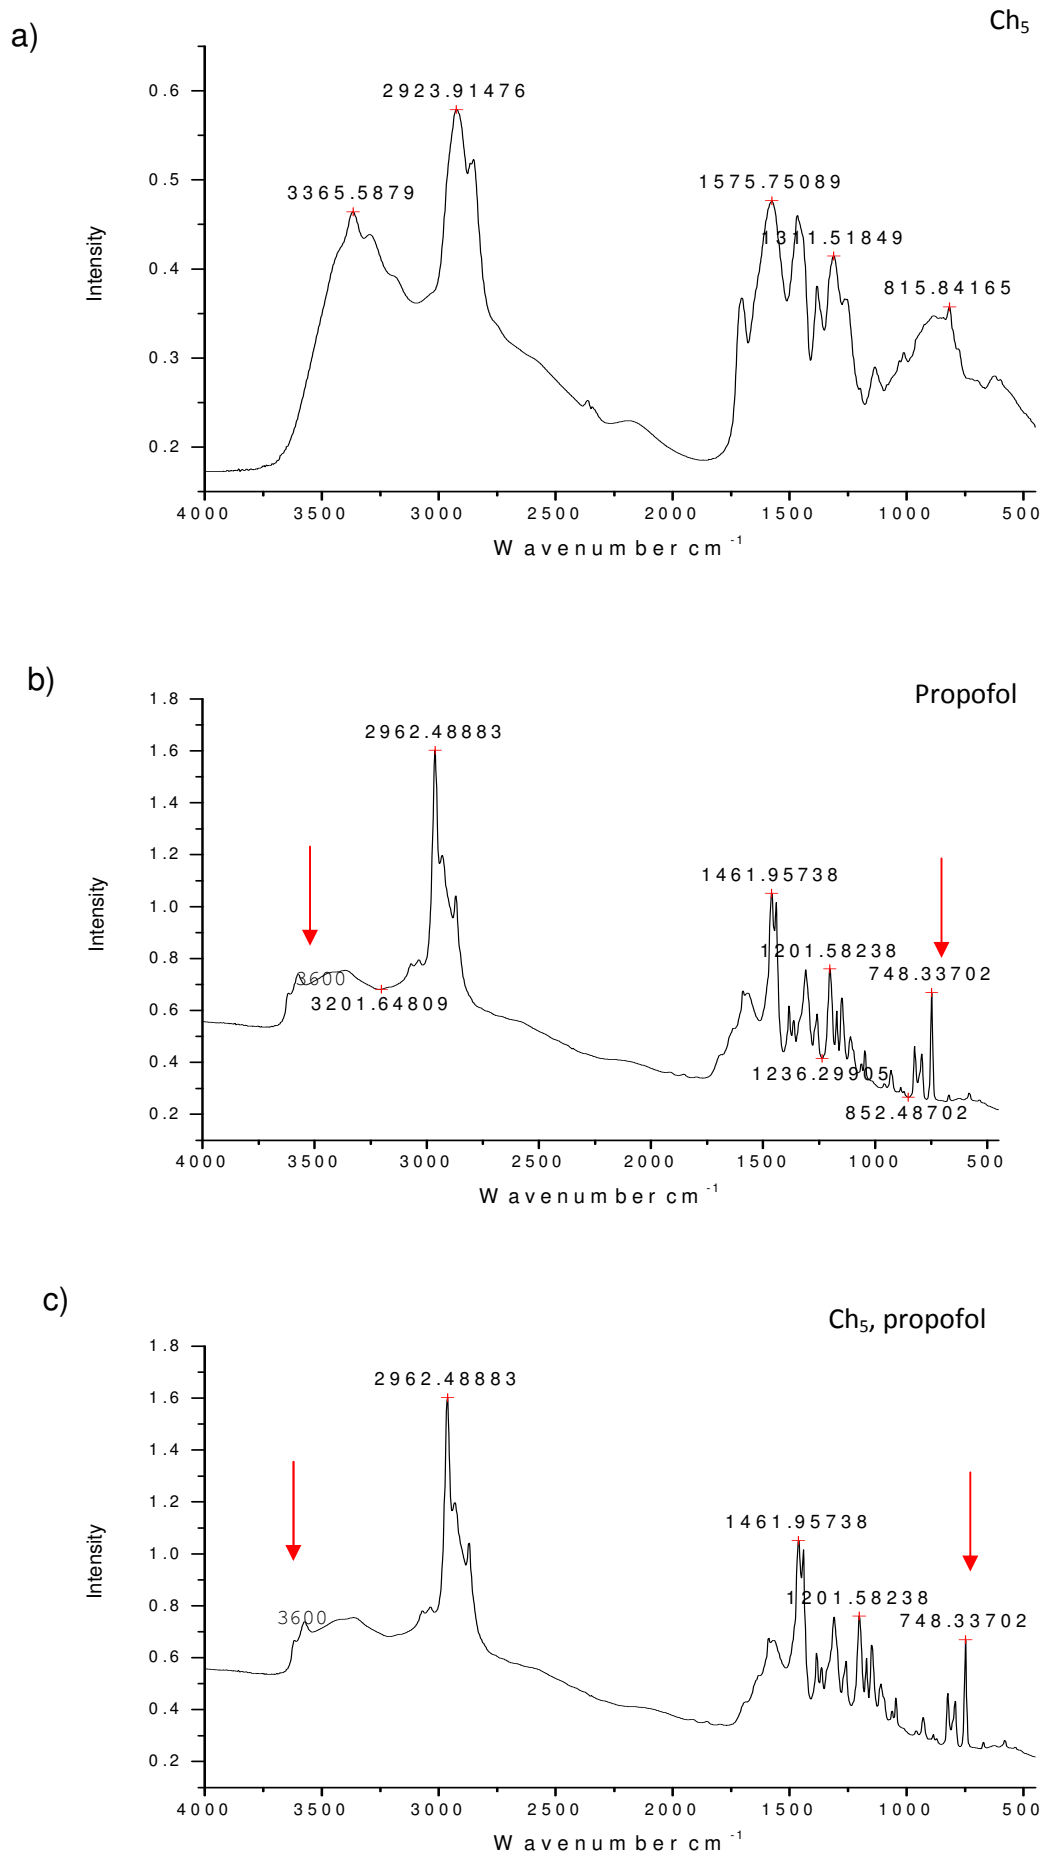 a)
Ch5
2923.91476
3365.5879
1575.75089
1311.51849
815.84165
0.6
0.5
0.4
0.3
0.2
Intensity
4000 3500 3000 2500 2000 1500 1000 500
Wavenumber cm-1
b)
Propofol
2962.48883
1461.95738
1201.58238
748.33702
3600
3201.64809
1236.29905
852.48702
1.8
1.6
1.4
1.2
1.0
0.8
0.6
0.4
0.2
Intensity
4000 3500 3000 2500 2000 1500 1000 500
Wavenumber cm-1
c)
Ch5, propofol
2962.48883
1461.95738
1201.58238
748.33702
3600
1.8
1.6
1.4
1.2
1.0
0.8
0.6
0.4
0.2
Intensity
4000 3500 3000 2500 2000 1500 1000 500
Wavenumber cm-1